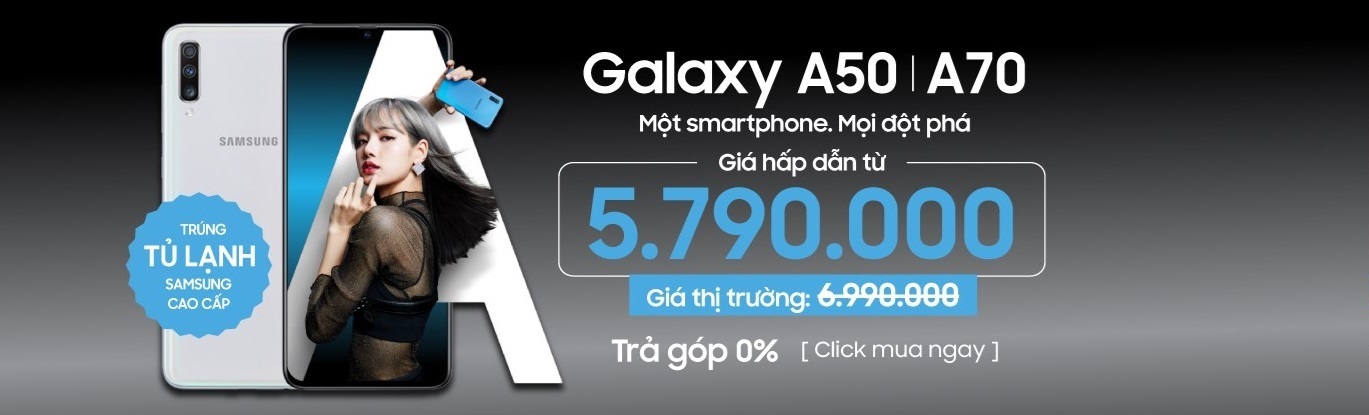 Galaxy A50 | A70
Một smartphone. Mọi đột phá
Giá hấp dẫn từ
5.790.000
Giá thị trường: 6.990.000
Trả góp 0% [ Click mua ngay ]
SAMSUNG
TRÚNG
TỦ LẠNH
SAMSUNG
CAO CẤP